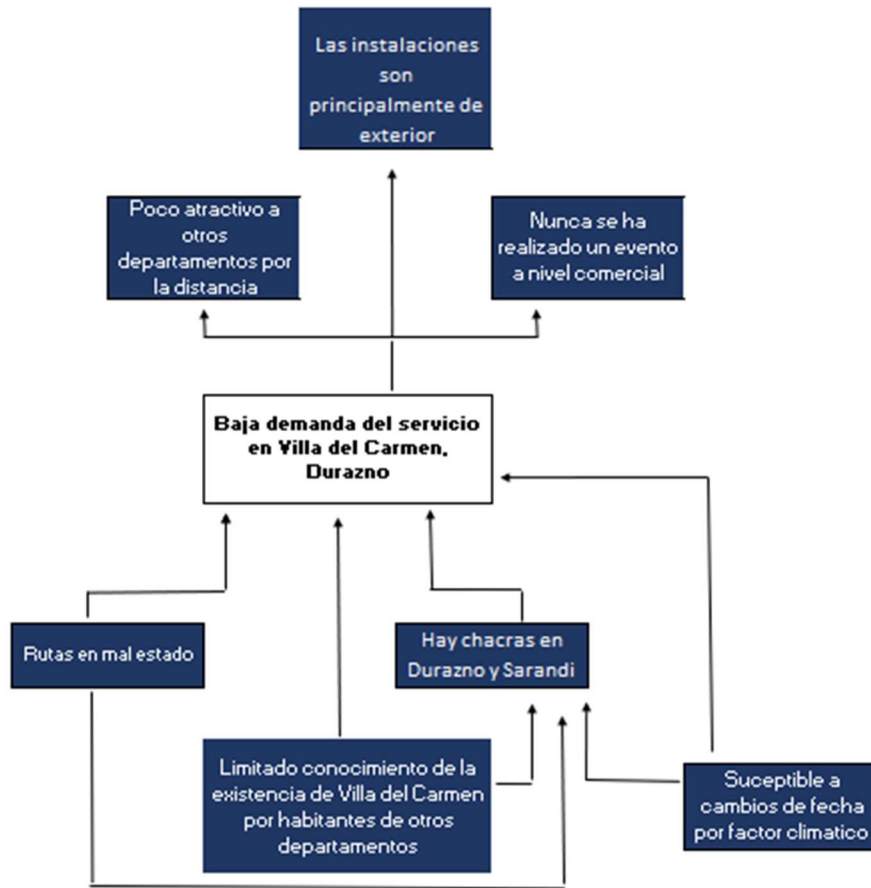 Las instalaciones
son
principalmente de
exterior
Poco atractivo a
otros
departamentos por
la distancia
Nunca se ha
realizado un evento
a nivel comercial
Baja demanda del servicio
en Villa del Carmen,
Durazno
Rutas en mal estado
Hay chacras en
Durazno y Sarandi
Limitado conocimiento de la
existencia de Villa del Carmen
por habitantes de otros
departamentos
Suceptible a
cambios de fecha
por factor climatico